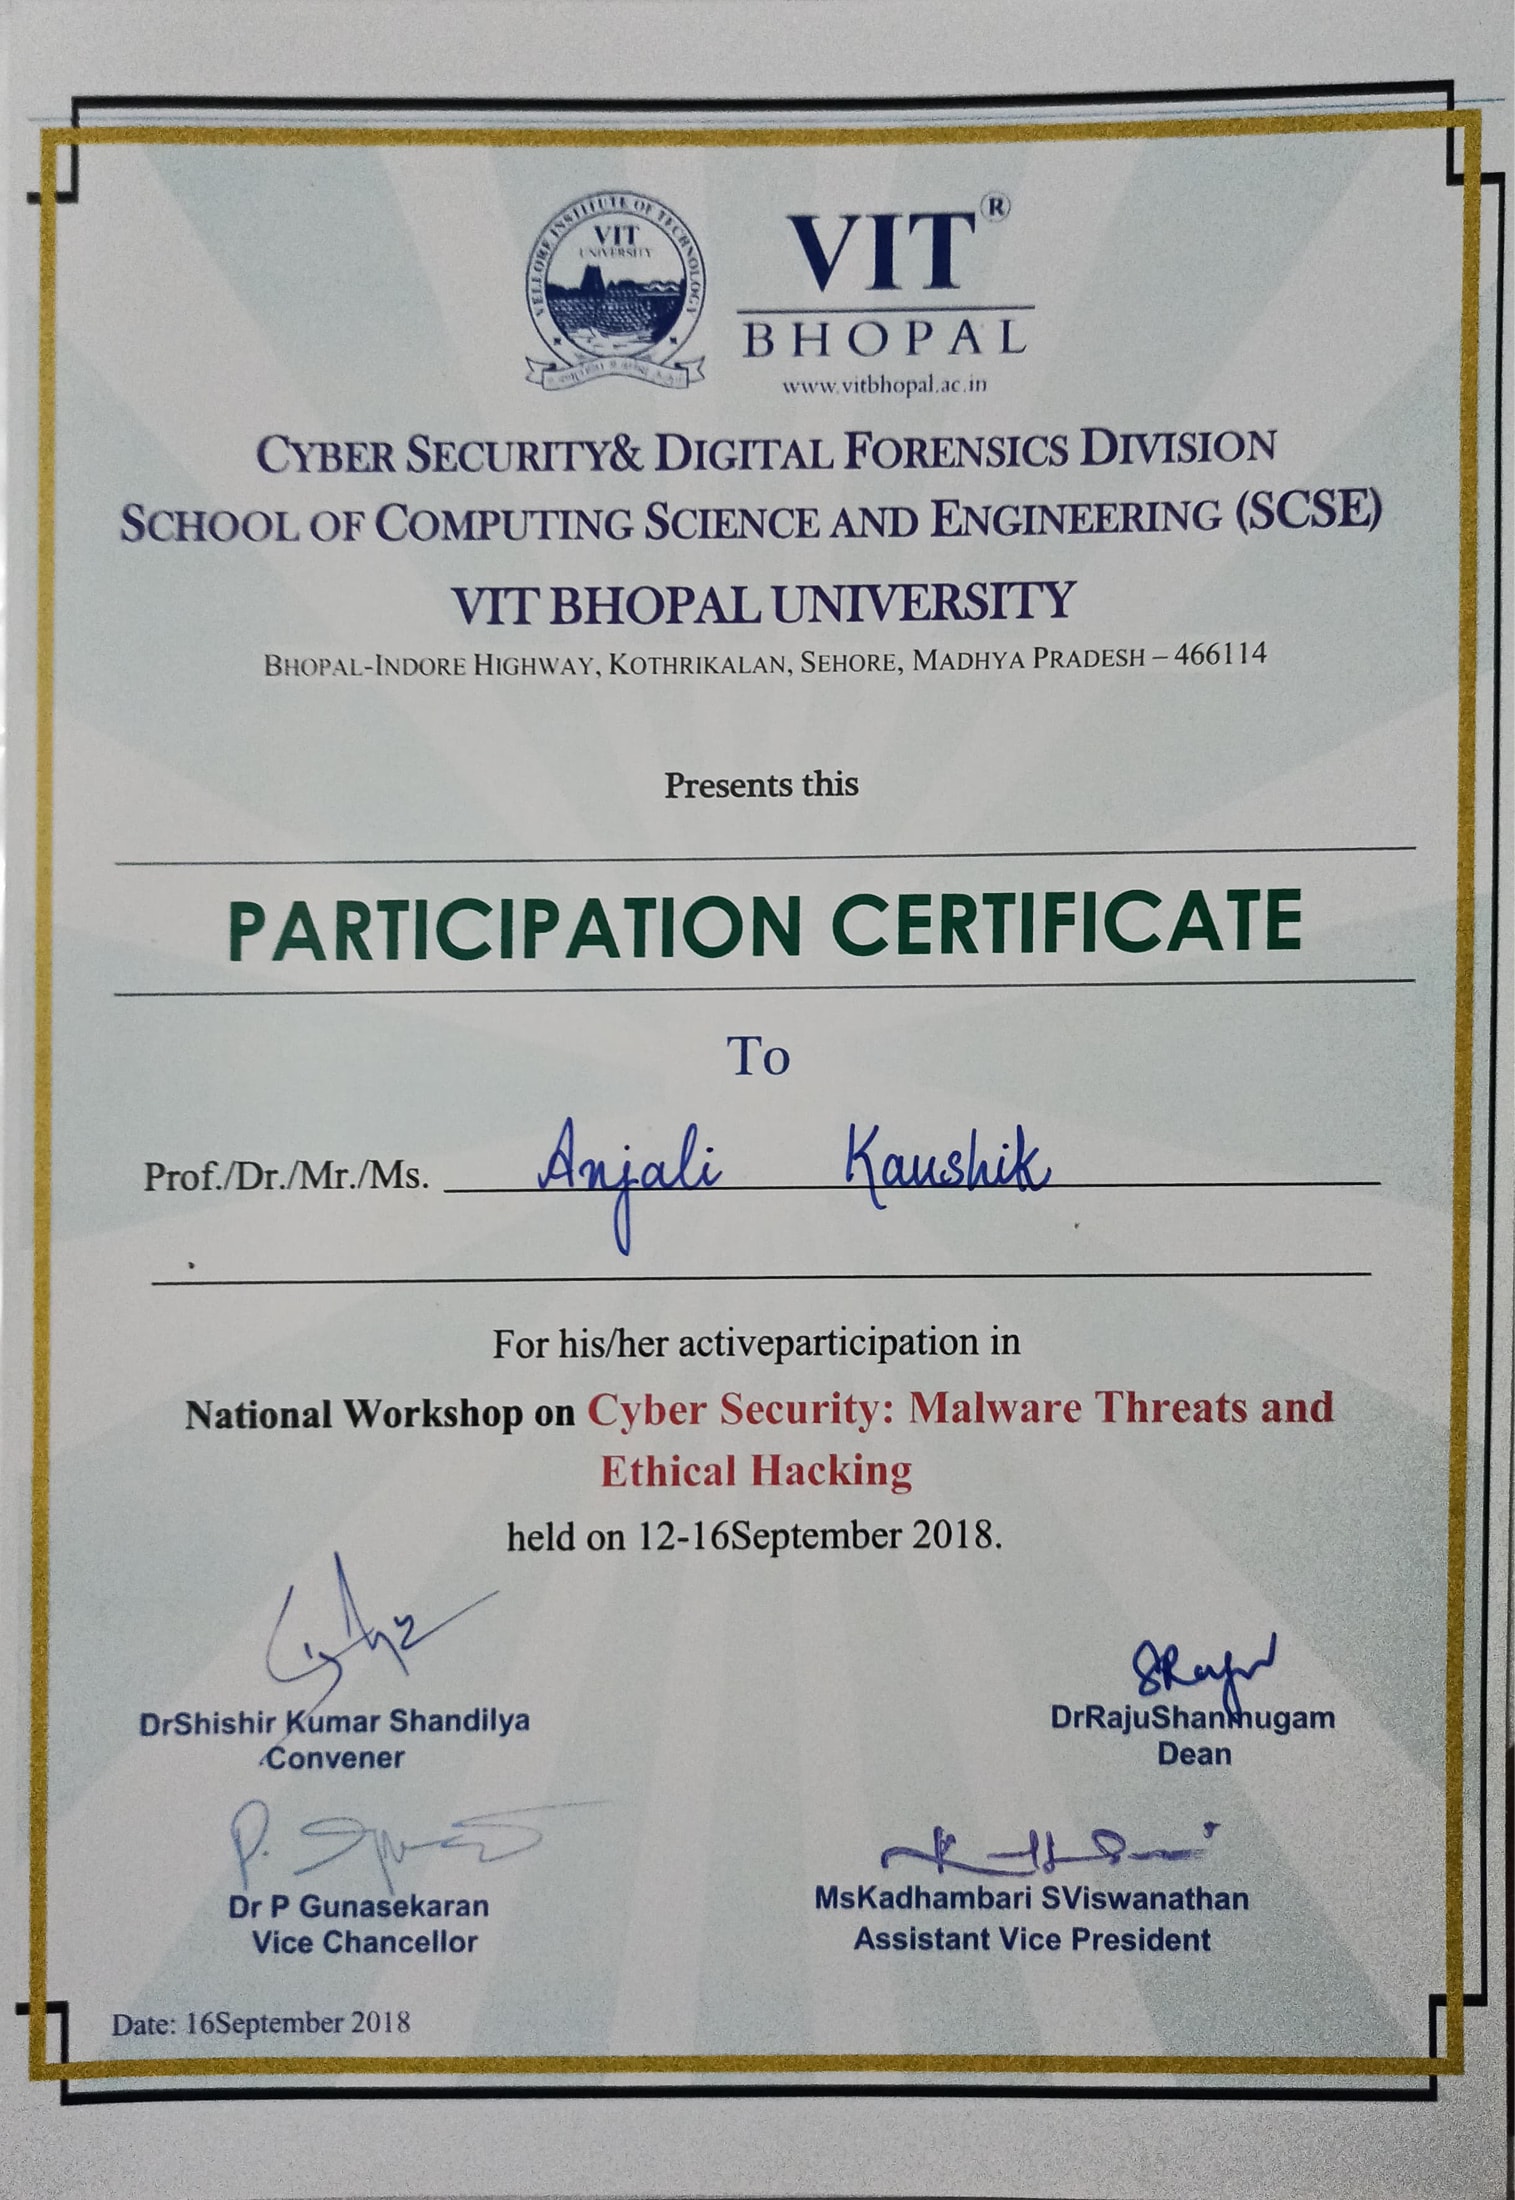 VELLORE INSTITUTE OF TECHNOLOGY
VIT
UNIVERSITY
VIT®
BHOPAL
www.vitbhopal.ac.in
CYBER SECURITY& DIGITAL FORENSICS DIVISION
SCHOOL OF COMPUTING SCIENCE AND ENGINEERING (SCSE)
VIT BHOPAL UNIVERSITY
BHOPAL-INDORE HIGHWAY, KOTHRIKALAN, SEHORE, MADHYA PRADESH – 466114
Presents this
PARTICIPATION CERTIFICATE
To
Prof./Dr./Mr./Ms. Anjali Kaushik
For his/her activeparticipation in
National Workshop on Cyber Security: Malware Threats and
Ethical Hacking
held on 12-16September 2018.
DrShishir Kumar Shandilya
Convener
DrRajuShanmugam
Dean
Dr P Gunasekaran
Vice Chancellor
MsKadhambari SViswanathan
Assistant Vice President
Date: 16September 2018